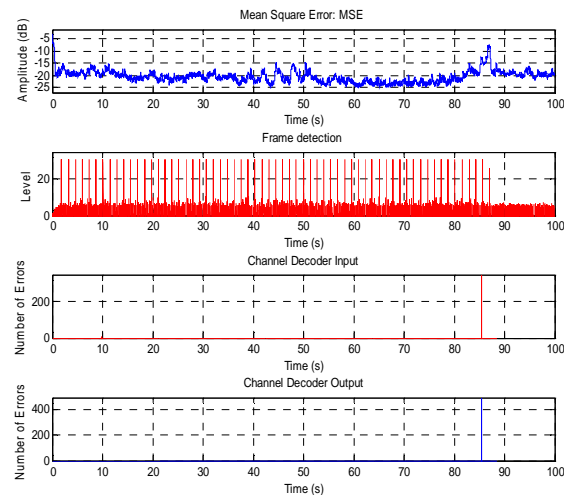 Mean Square Error: MSE
Amplitude (dB)
-5
-10
-15
-20
-25
0 10 20 30 40 50 60 70 80 90 100
Time (s)
Frame detection
Level
20
0
0 10 20 30 40 50 60 70 80 90 100
Time (s)
Channel Decoder Input
Number of Errors
200
0
0 10 20 30 40 50 60 70 80 90 100
Time (s)
Channel Decoder Output
Number of Errors
400
200
0
0 10 20 30 40 50 60 70 80 90 100
Time (s)